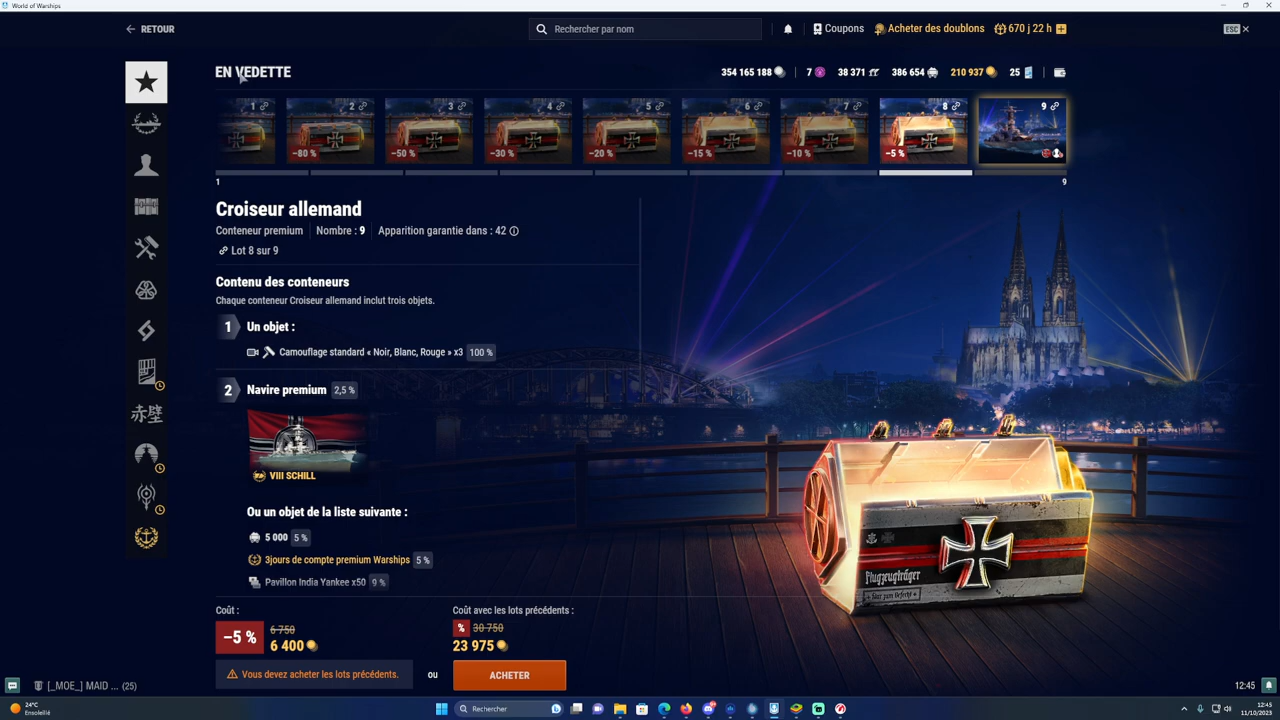 World of Warships
RETOUR
Rechercher par nom
Coupons
Acheter des doublons
670 j 22 h
ESC
EN VEDETTE
354 165 188
7
38 371
386 654
210 937
25
1
2
3
4
5
6
7
8
9
−80 %
−50 %
−30 %
−20 %
−15 %
−10 %
−5 %
1
9
Croiseur allemand
Conteneur premium
Nombre : 9
Apparition garantie dans : 42
Lot 8 sur 9
Contenu des conteneurs
Chaque conteneur Croiseur allemand inclut trois objets.
1 Un objet :
Camouflage standard « Noir, Blanc, Rouge » x3 100 %
2 Navire premium 2,5 %
VIII SCHILL
Ou un objet de la liste suivante :
5 000 5 %
3jours de compte premium Warships 5 %
Pavillon India Yankee x50 9 %
赤壁
Flugzeugträger
Coût :
−5 %
6 750
6 400
Coût avec les lots précédents :
%
30 750
23 975
Vous devez acheter les lots précédents.
ou
ACHETER
[_MOE_] MAID ... (25)
12:45
24°C
Ensoleillé
Rechercher
12:45
11/10/2023